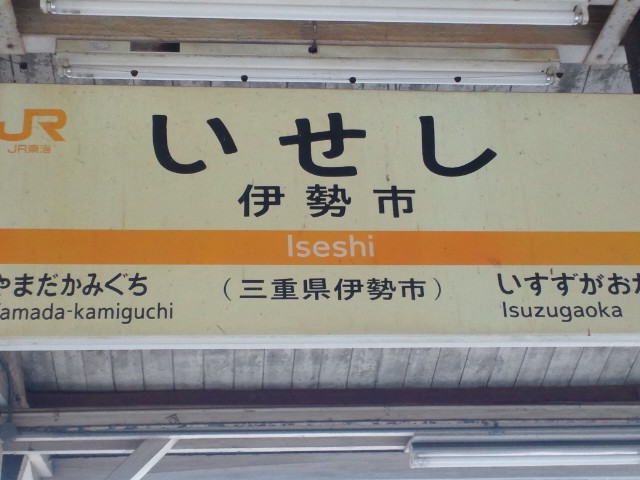 JR
JR東海
いせし
伊勢市
Iseshi
やまだかみぐち
amada-kamiguchi
(三重県伊勢市)
いすずがおか
Isuzugaoka